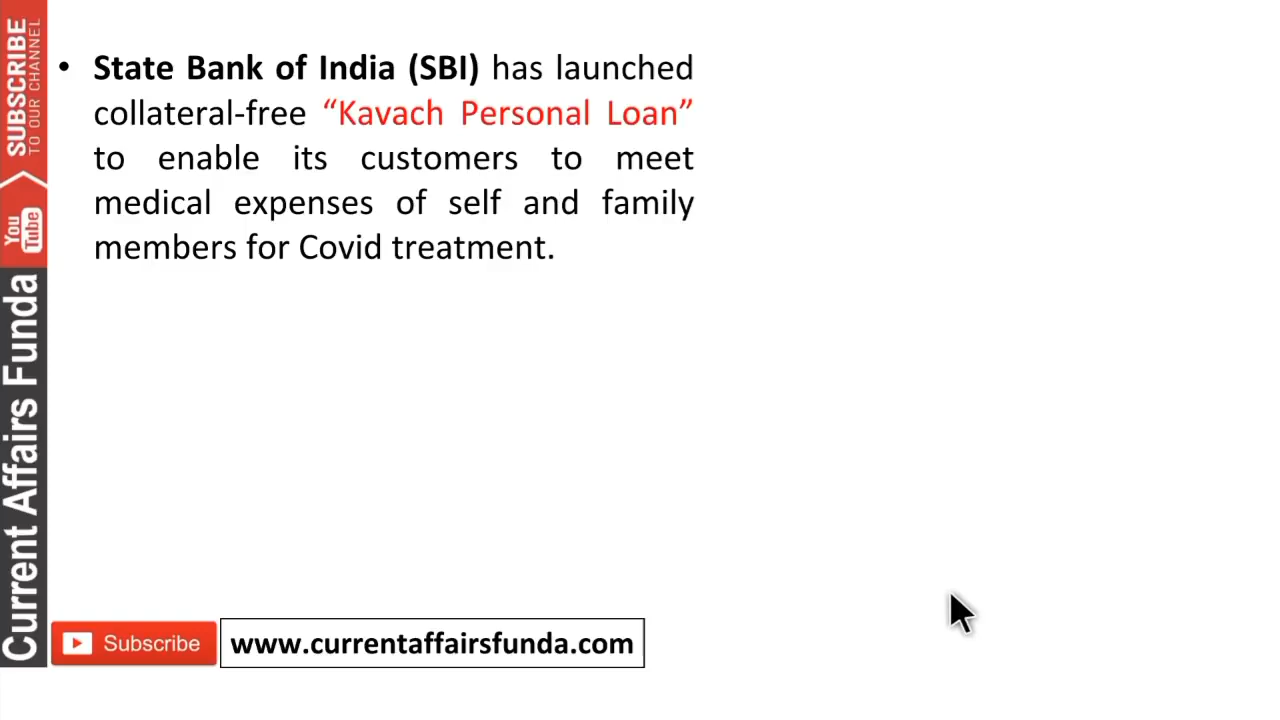 • State Bank of India (SBI) has launched
collateral-free “Kavach Personal Loan”
to enable its customers to meet
medical expenses of self and family
members for Covid treatment.
SUBSCRIBE
TO OUR CHANNEL
You
Tube
Current Affairs Funda
Subscribe
www.currentaffairsfunda.com